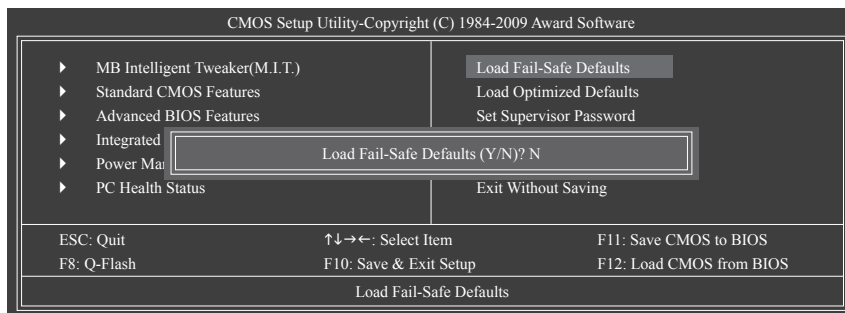 CMOS Setup Utility-Copyright (C) 1984-2009 Award Software
MB Intelligent Tweaker(M.I.T.)
Standard CMOS Features
Advanced BIOS Features
Integrated
Power
PC Health Status
Load Fail-Safe Defaults
Load Optimized Defaults
Set Supervisor Password
Exit Without Saving
Load Fail-Safe Defaults (Y/N)? N
ESC: Quit
↑↓→←: Select Item
F11: Save CMOS to BIOS
F8: Q-Flash
F10: Save & Exit Setup
F12: Load CMOS from BIOS
Load Fail-Safe Defaults